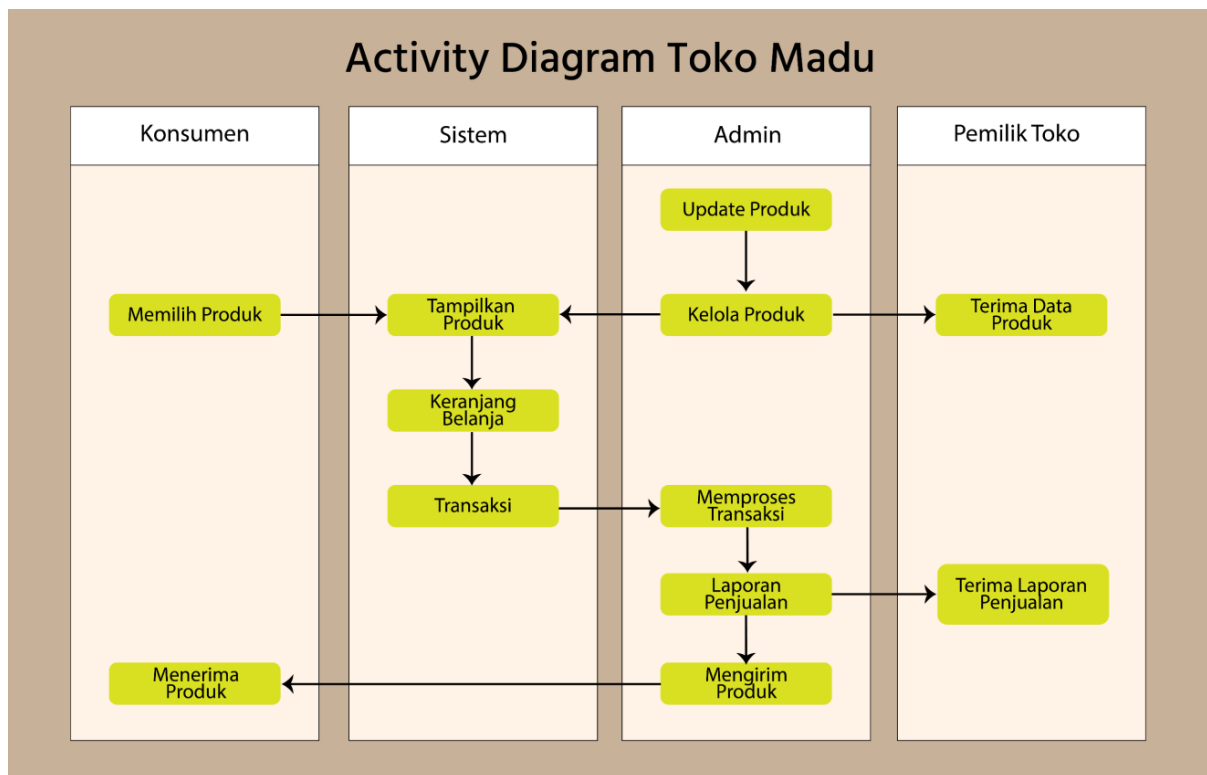 Activity Diagram Toko Madu
Konsumen
Sistem
Admin
Pemilik Toko
Update Produk
Memilih Produk
Tampilkan
Produk
Kelola Produk
Terima Data
Produk
Keranjang
Belanja
Transaksi
Memproses
Transaksi
Laporan
Penjualan
Terima Laporan
Penjualan
Menerima
Produk
Mengirim
Produk